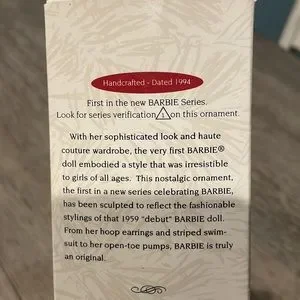 Handcrafted - Dated 1994
First in the new BARBIE Series.
Look for series verification 1 on this ornament.
With her sophisticated look and haute
couture wardrobe, the very first BARBIE®
doll embodied a style that was irresistible
to girls of all ages. This nostalgic ornament,
the first in a new series celebrating BARBIE,
has been sculpted to reflect the fashionable
stylings of that 1959 "debut" BARBIE doll.
From her hoop earrings and striped swim-
suit to her open-toe pumps, BARBIE is truly
an original.